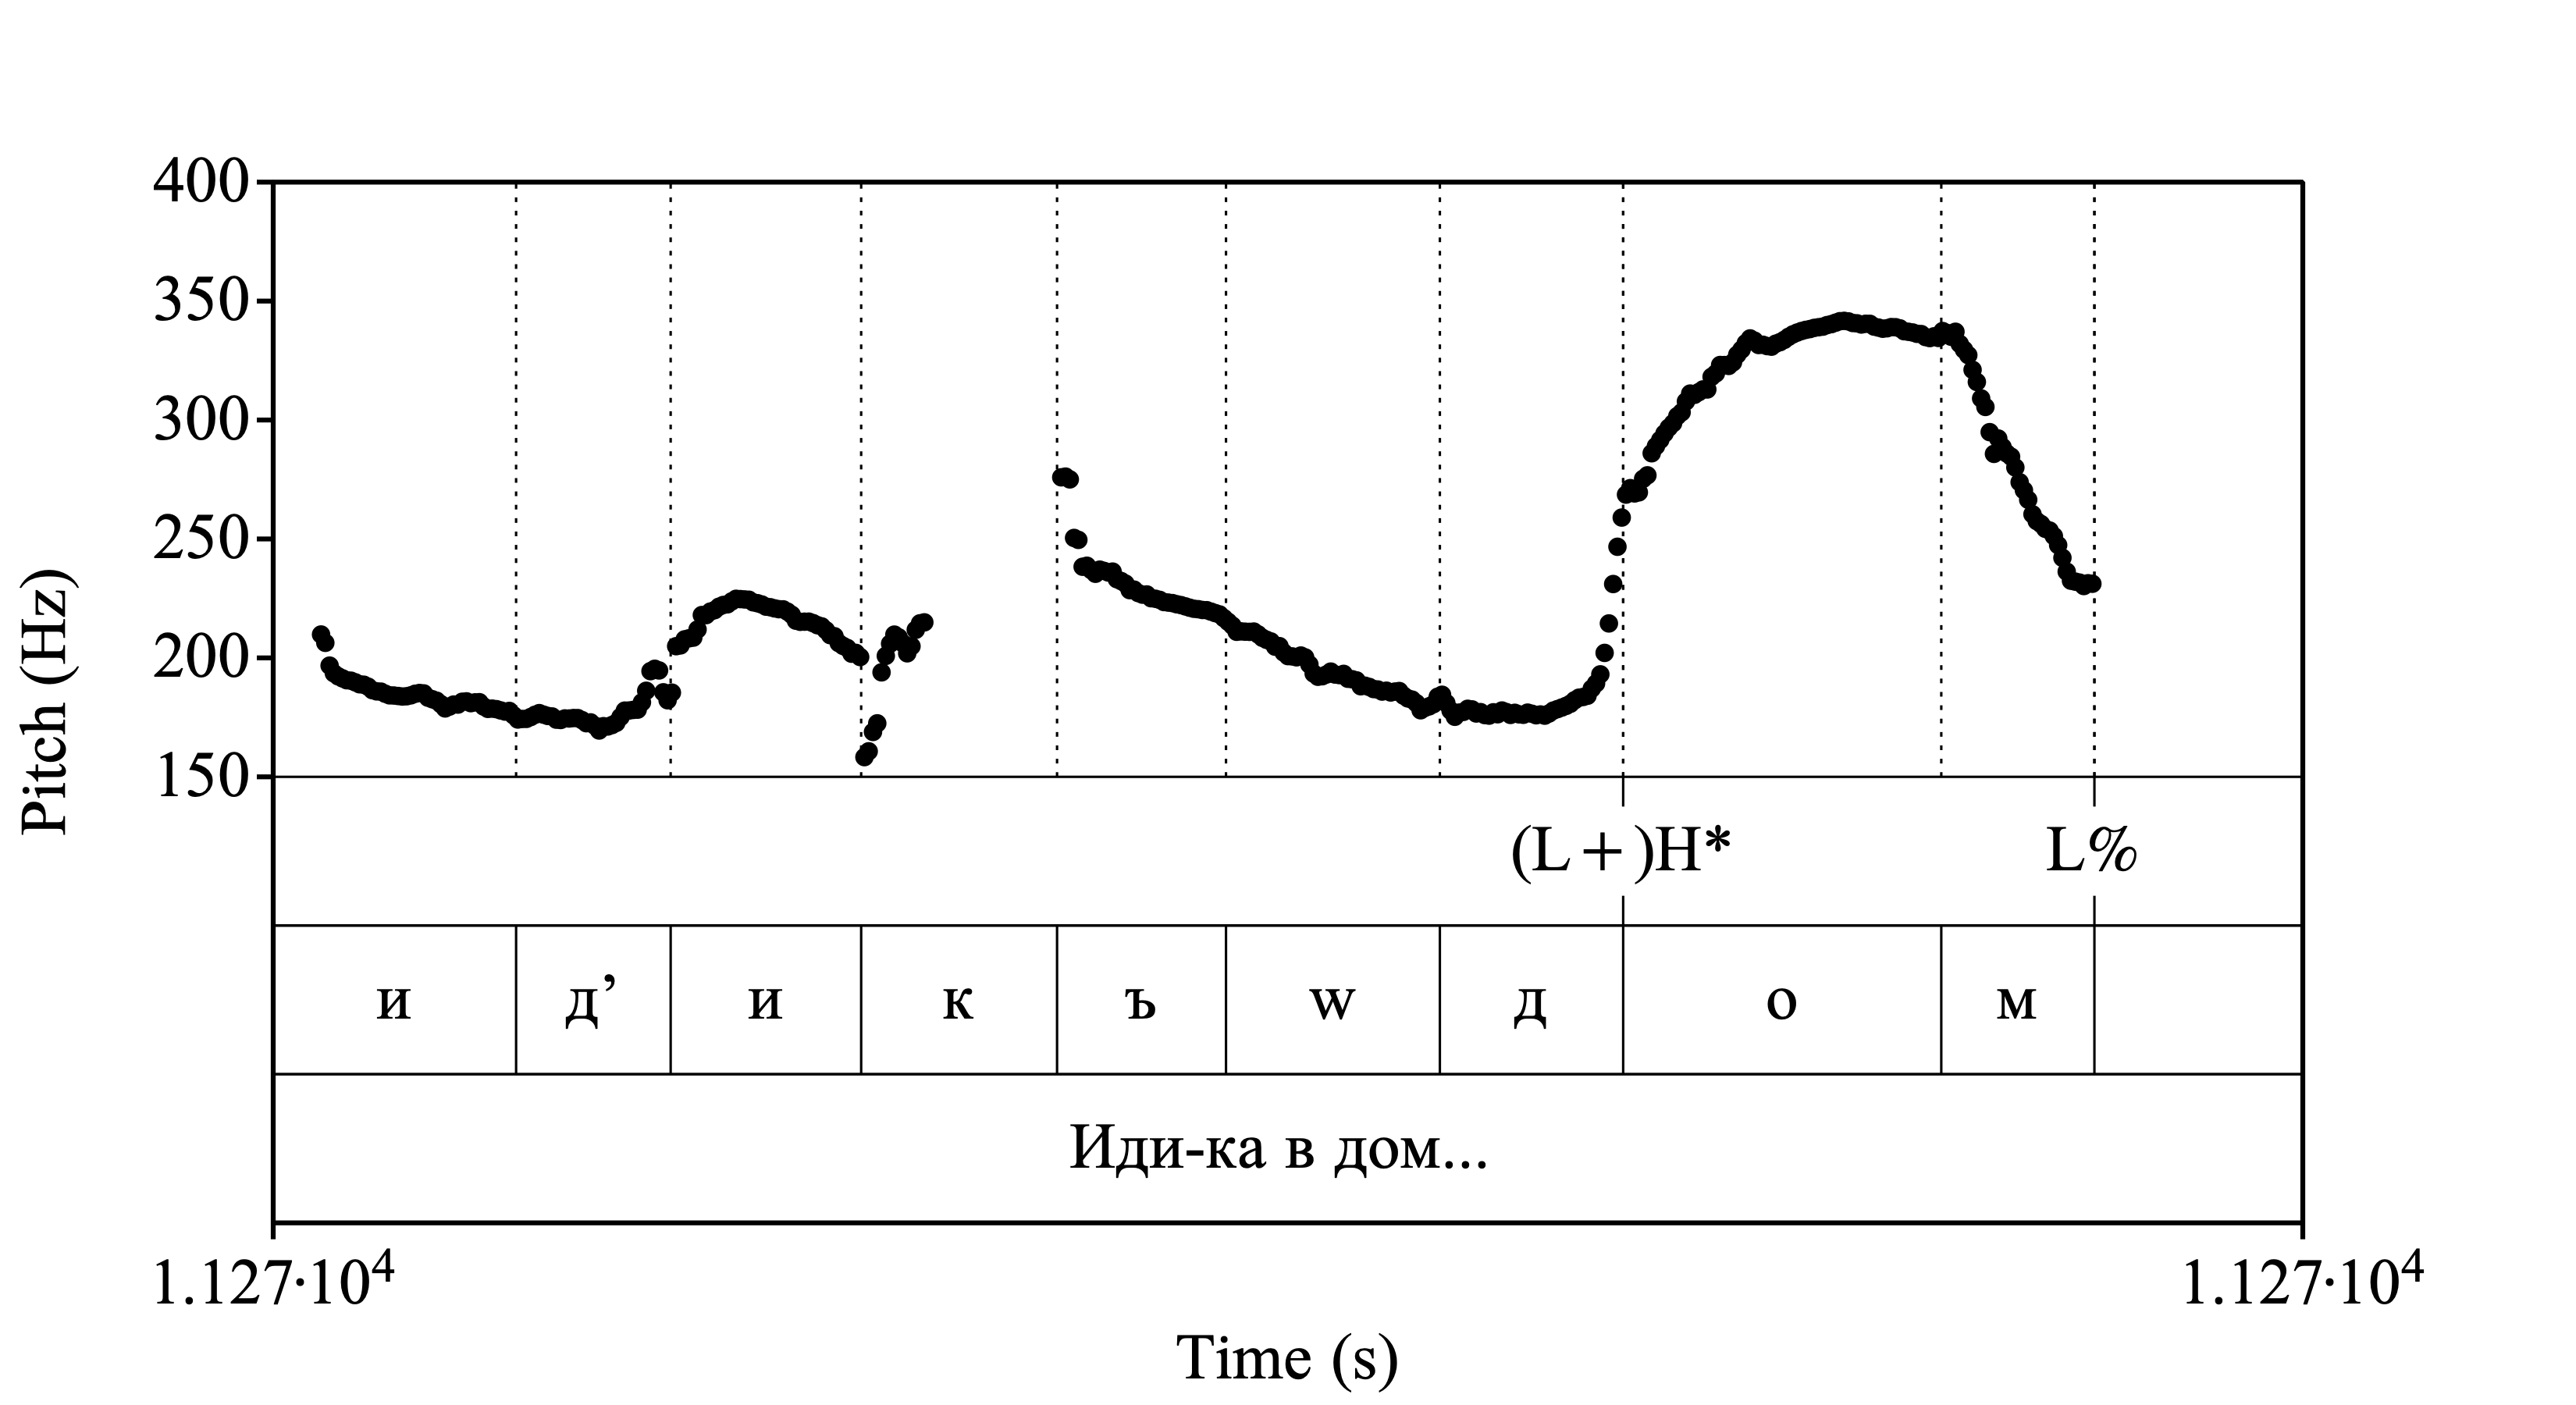 400
350
300
250
200
150
Pitch (Hz)
(L+)H* L%
и д’ и к ъ w д о м
Иди-ка в дом...
1.127·10⁴ 1.127·10⁴
Time (s)